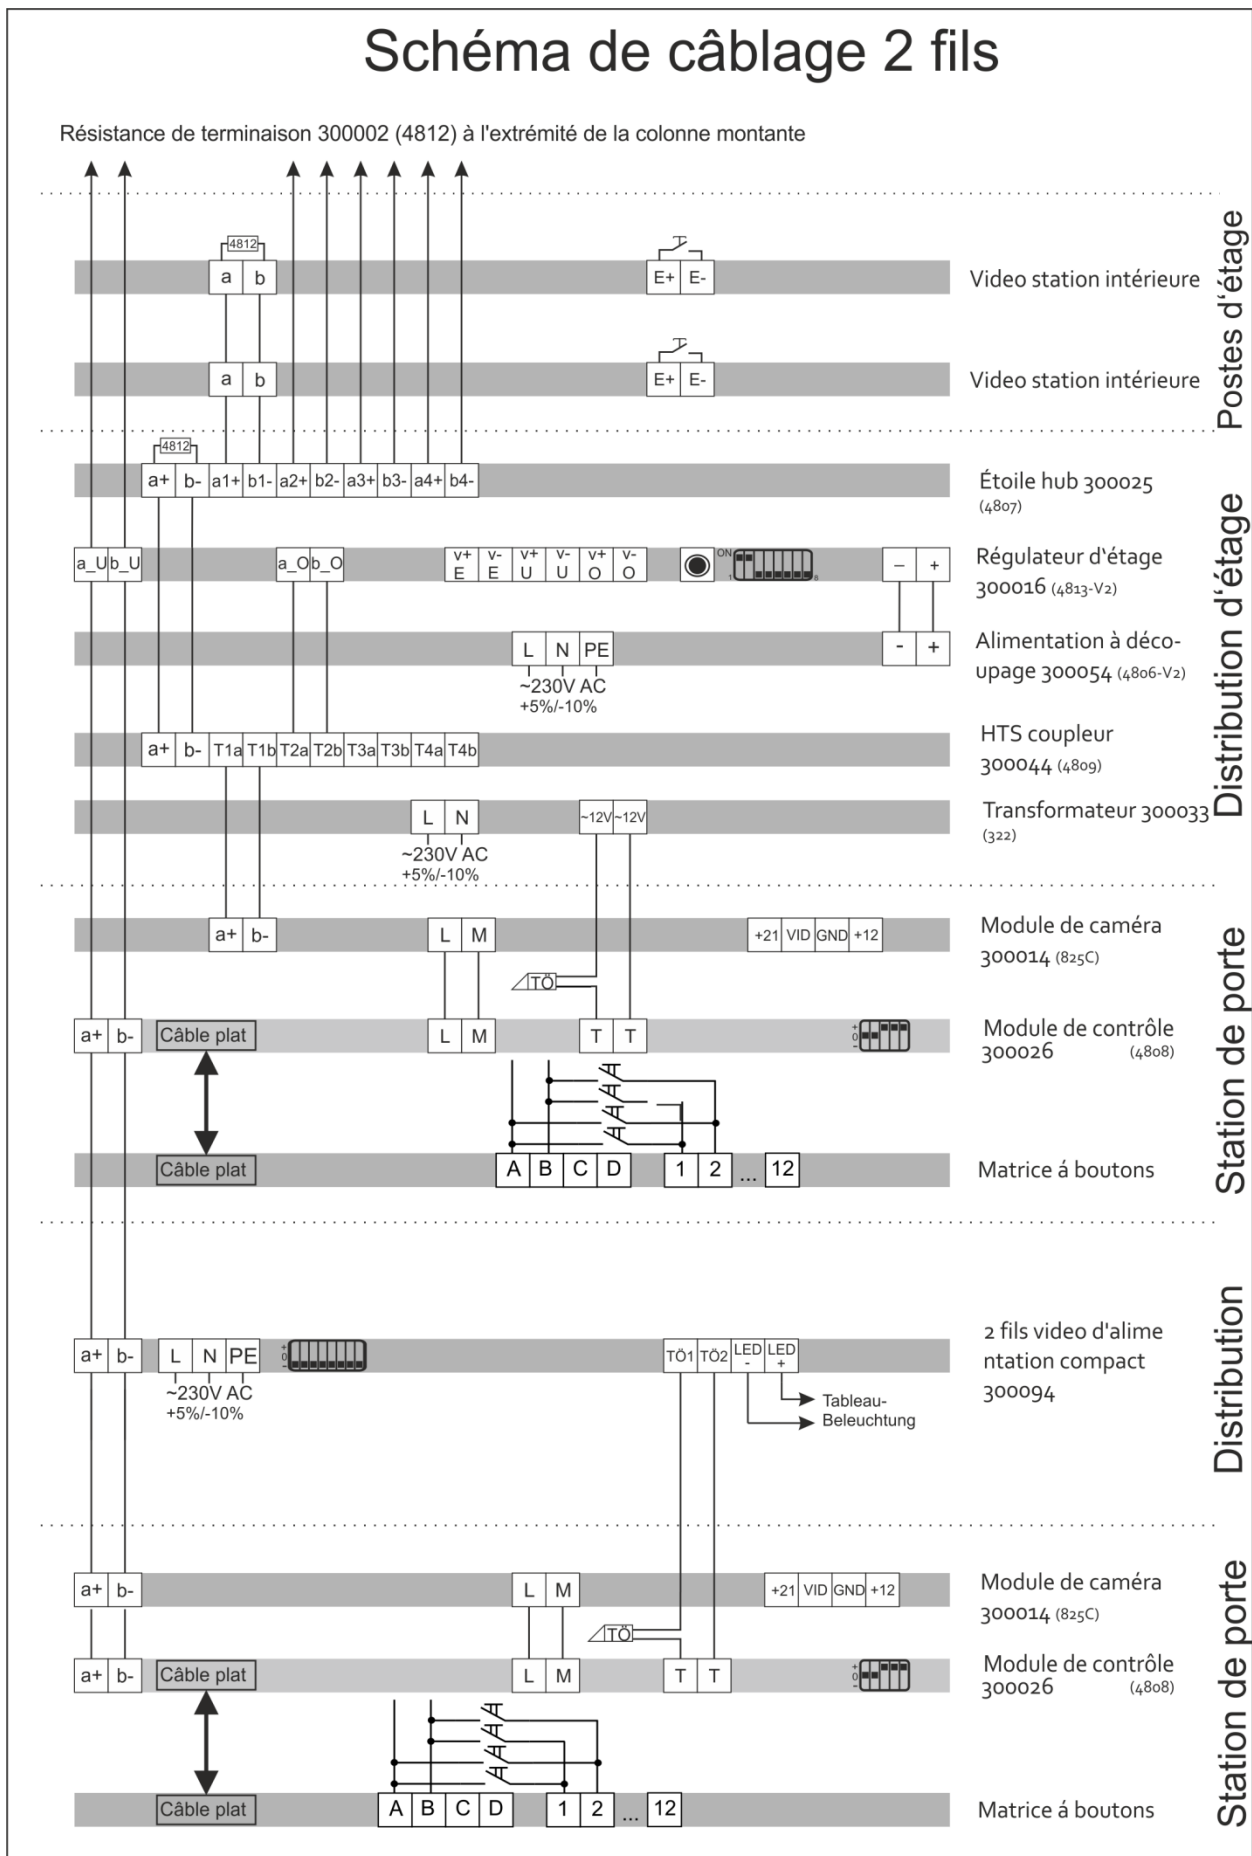 Schéma de câblage 2 fils
Résistance de terminaison 300002 (4812) à l'extrémité de la colonne montante
4812
a b
E+ E-
Video station intérieure
a b
E+ E-
Video station intérieure
Postes d'étage
4812
a+ b- a1+ b1- a2+ b2- a3+ b3- a4+ b4-
Étoile hub 300025
(4807)
a_U b_U a_O b_O
v+ v- v+ v- v+ v-
E E U U O O
ON
1 8
– +
Régulateur d'étage
300016 (4813-V2)
L N PE
~230V AC
+5%/-10%
- +
Alimentation à déco-
upage 300054 (4806-V2)
a+ b- T1a T1b T2a T2b T3a T3b T4a T4b
HTS coupleur
300044 (4809)
L N
~230V AC
+5%/-10%
~12V ~12V
Transformateur 300033
(322)
Distribution d'étage
a+ b-
L M
+21 VID GND +12
Module de caméra
300014 (825C)
TÖ
a+ b-
Câble plat
L M
T T
+
0
-
Module de contrôle
300026 (4808)
Câble plat
A B C D
1 2 ... 12
Matrice á boutons
Station de porte
a+ b-
L N PE
~230V AC
+5%/-10%
+
0
-
TÖ1 TÖ2 LED LED
- +
Tableau-
Beleuchtung
2 fils video d'alime
ntation compact
300094
Distribution
a+ b-
L M
+21 VID GND +12
Module de caméra
300014 (825C)
TÖ
a+ b-
Câble plat
L M
T T
+
0
-
Module de contrôle
300026 (4808)
Câble plat
A B C D
1 2 ... 12
Matrice á boutons
Station de porte